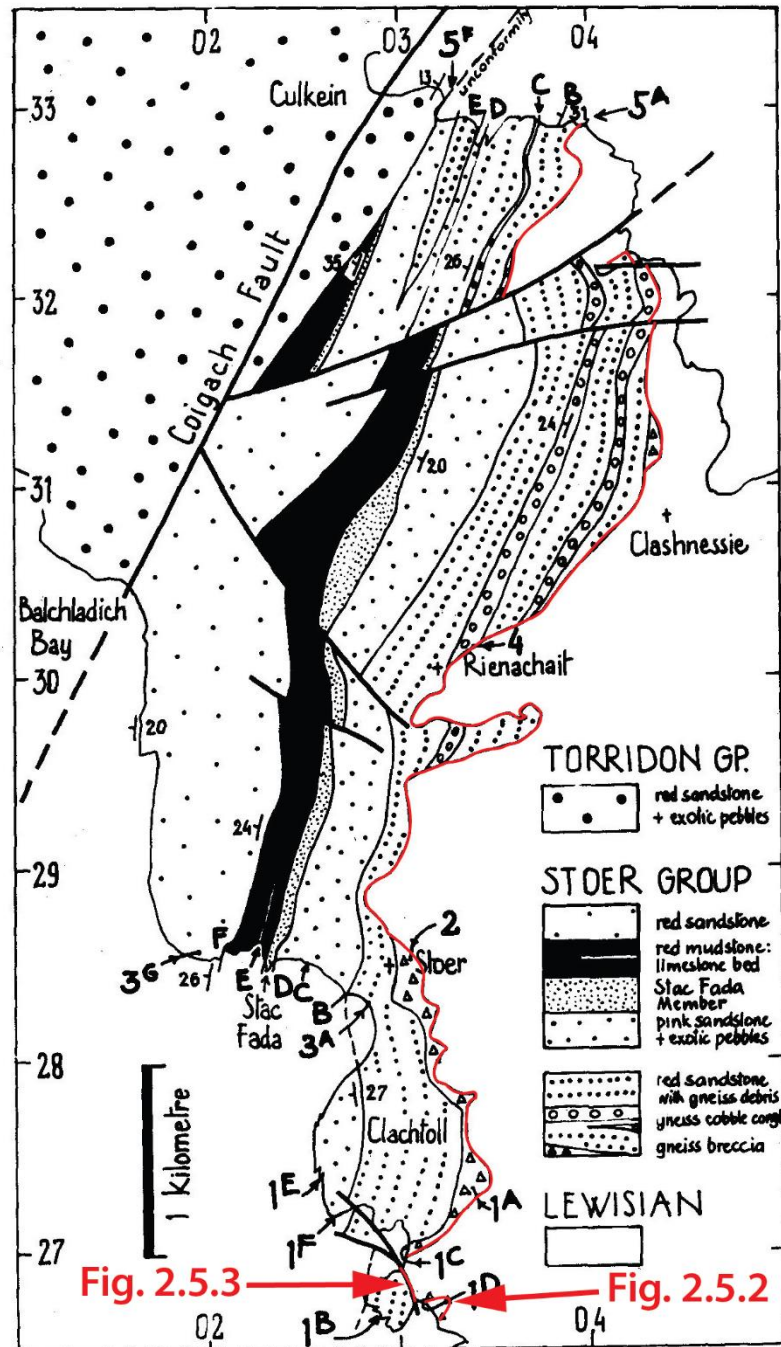 02 03 04
33
32
31
30
29
28
27
02 03 04
Culkein
13
5F
unconformity
E D C B 5A
31
35
26
Coigach Fault
20
24
Clashnessie
Balchladich
Bay
4
Rienachait
20
24
2
Stoer
3G
26
F
E
D
C
B
Stac
Fada
3A
27
Clachtoll
1 Kilometre
1E
1F
1A
1C
1D
1B
Fig. 2.5.3
Fig. 2.5.2
TORRIDON GP.
red sandstone
+ exotic pebbles
STOER GROUP
red sandstone
red mudstone:
limestone bed
Stac Fada
Member
pink sandstone
+ exotic pebbles
red sandstone
with gneiss debris
gneiss cobble congl
gneiss breccia
LEWISIAN